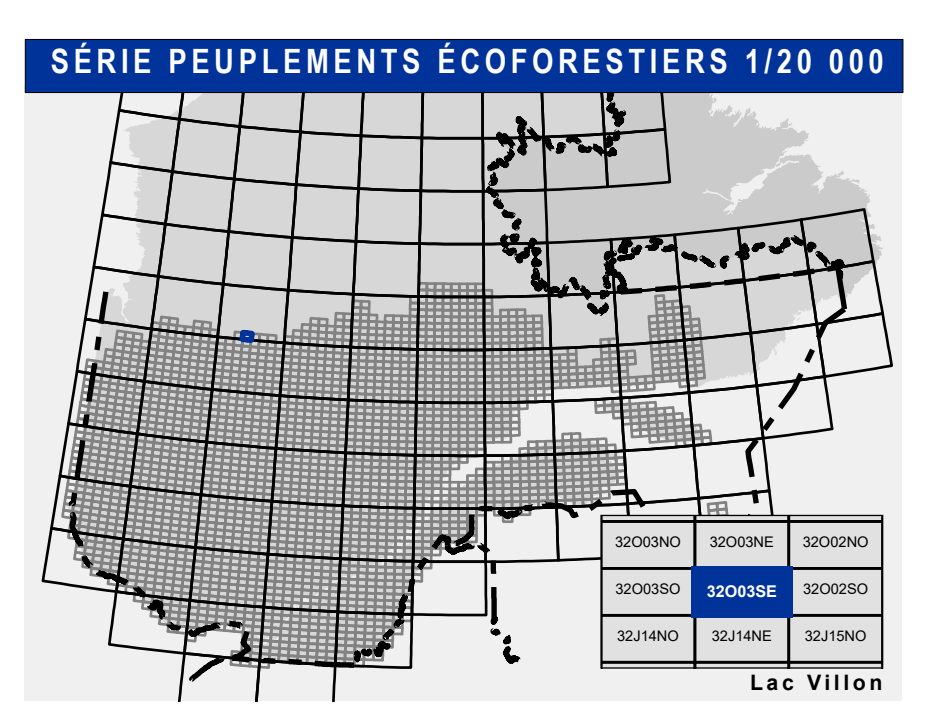 SÉRIE PEUPLEMENTS ÉCOFORESTIERS 1/20 000
32O03NO 32O03NE 32O02NO
32O03SO 32O03SE 32O02SO
32J14NO 32J14NE 32J15NO
Lac Villon